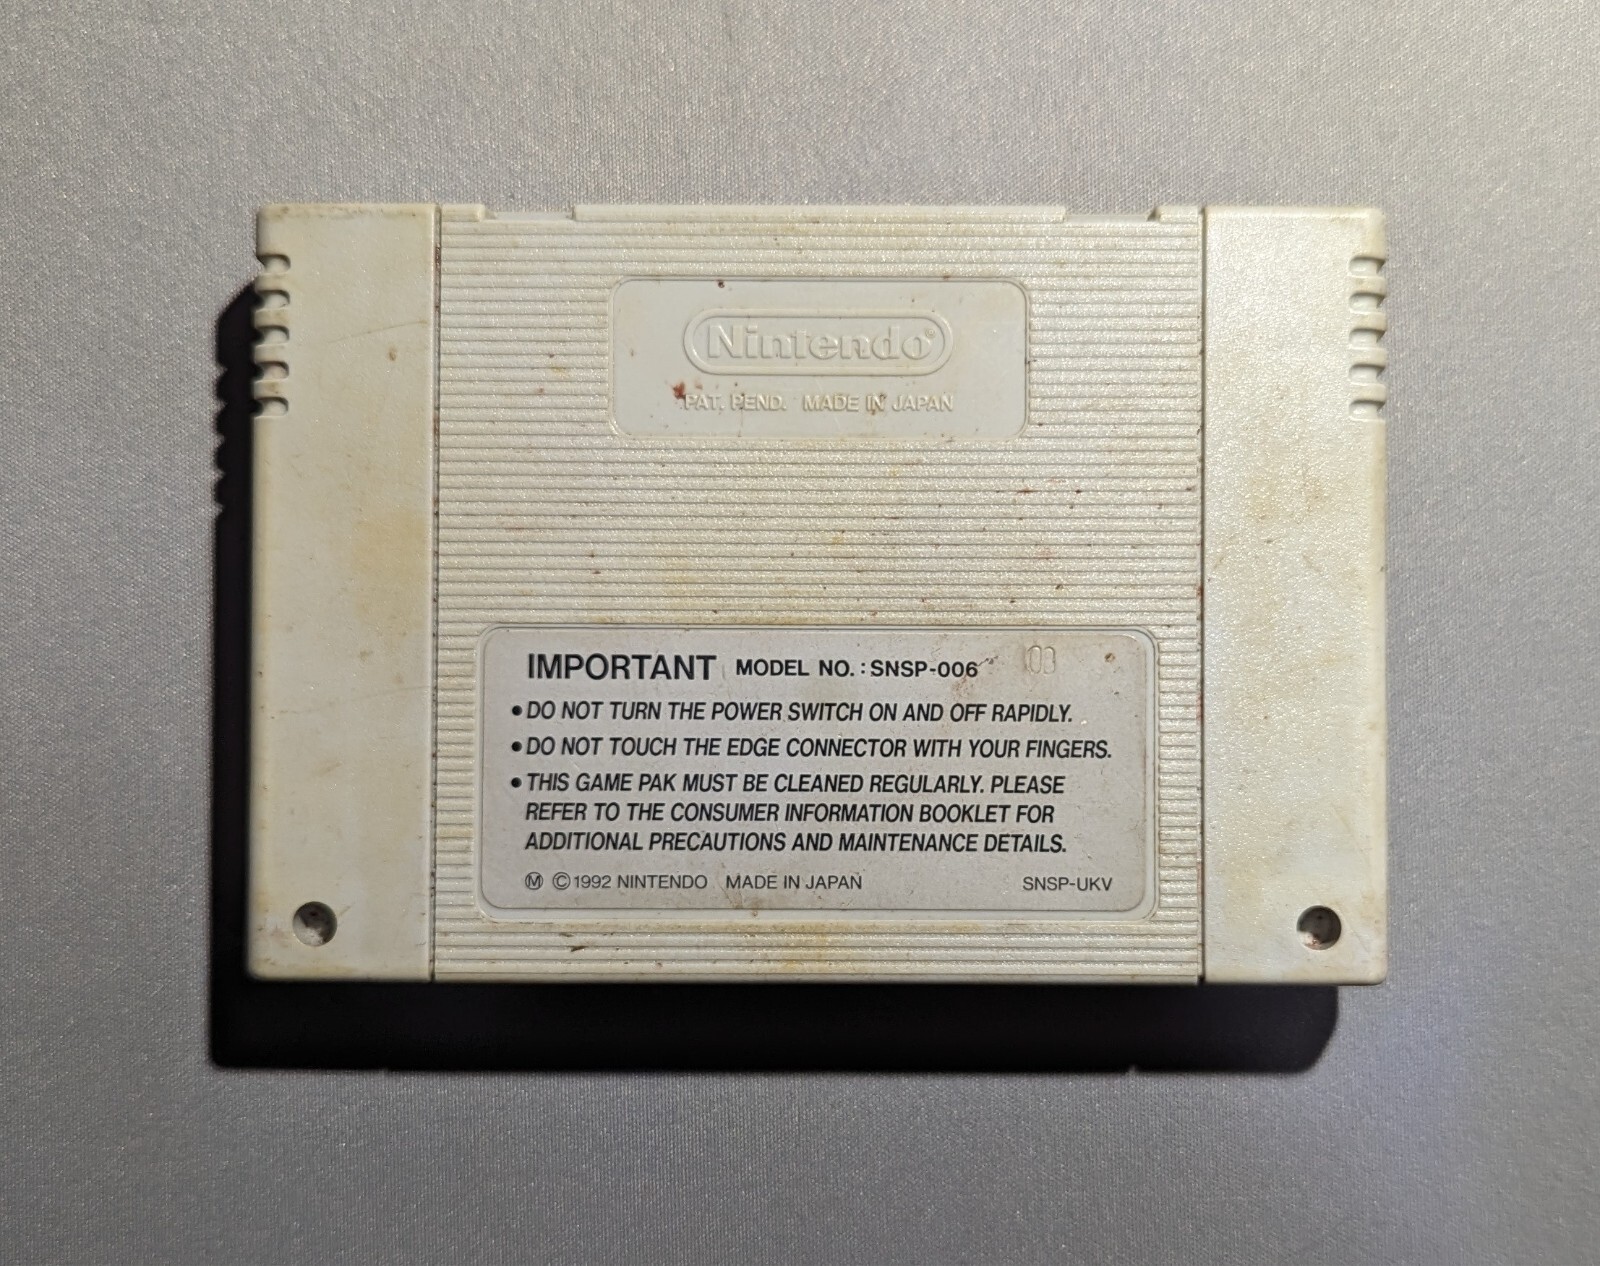 Nintendo®
PAT. PEND. MADE IN JAPAN
IMPORTANT MODEL NO.: SNSP-006 103
•DO NOT TURN THE POWER SWITCH ON AND OFF RAPIDLY.
•DO NOT TOUCH THE EDGE CONNECTOR WITH YOUR FINGERS.
•THIS GAME PAK MUST BE CLEANED REGULARLY. PLEASE
REFER TO THE CONSUMER INFORMATION BOOKLET FOR
ADDITIONAL PRECAUTIONS AND MAINTENANCE DETAILS.
Ⓜ ©1992 NINTENDO MADE IN JAPAN SNSP-UKV